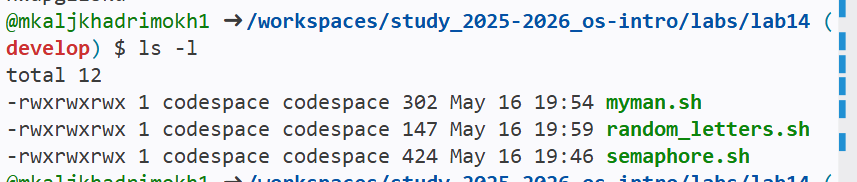 @mkaljkhadrimokh1 ➜/workspaces/study_2025-2026_os-intro/labs/lab14 (
develop) $ ls -l
total 12
-rwxrwxrwx 1 codespace codespace 302 May 16 19:54 myman.sh
-rwxrwxrwx 1 codespace codespace 147 May 16 19:59 random_letters.sh
-rwxrwxrwx 1 codespace codespace 424 May 16 19:46 semaphore.sh
@mkaljkhadrimokh1 ➜/workspaces/study_2025-2026_os-intro/labs/lab14 (